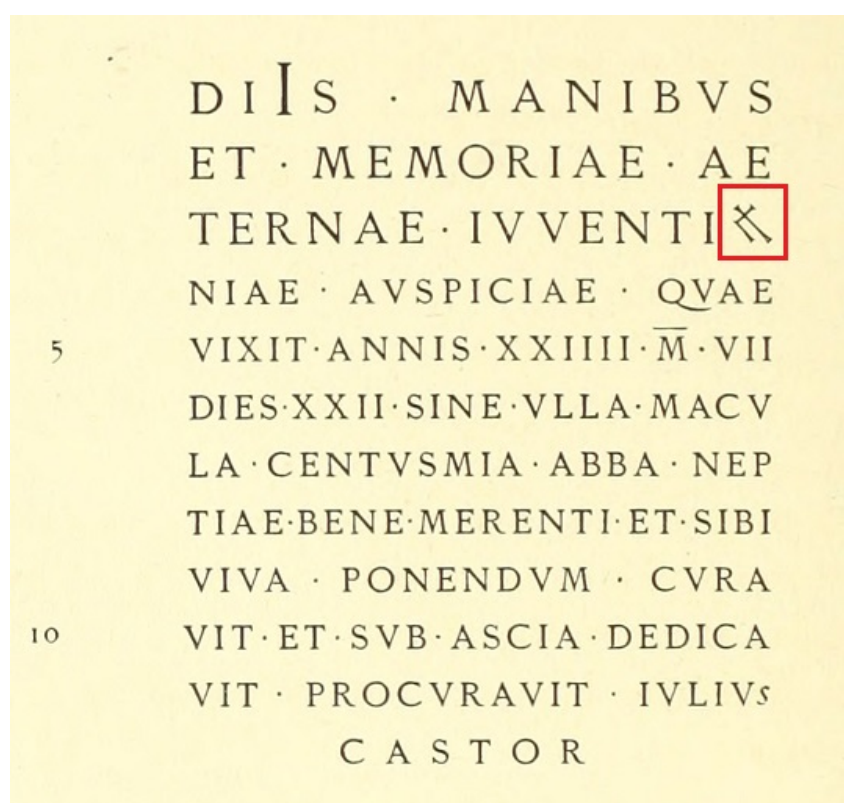 DIIS · MANIBVS
ET · MEMORIAE · AE
TERNAE · IVVENTI
NIAE · AVSPICIAE · QVAE
5 VIXIT · ANNIS · XXIIII · M̅ · VII
DIES · XXII · SINE · VLLA · MACV
LA · CENTVSMIA · ABBA · NEP
TIAE · BENE · MERENTI · ET · SIBI
VIVA · PONENDVM · CVRA
10 VIT · ET · SVB · ASCIA · DEDICA
VIT · PROCVRAVIT · IVLIVs
CASTOR